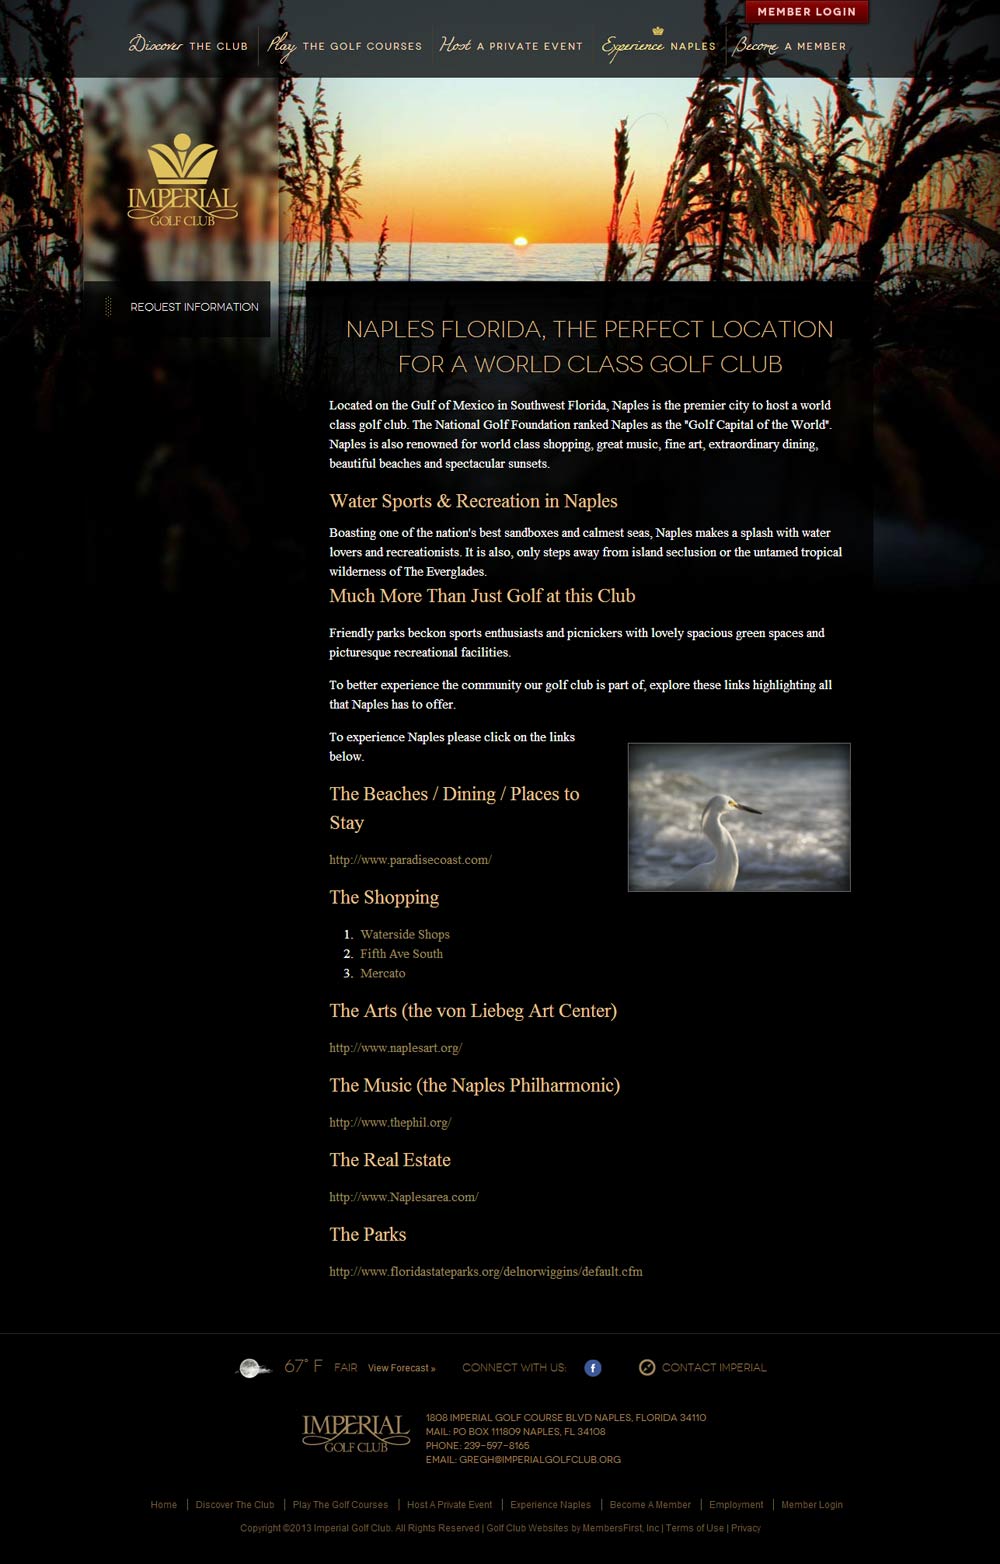 MEMBER LOGIN
Discover THE CLUB
Play THE GOLF COURSES
Host A PRIVATE EVENT
Experience NAPLES
Become A MEMBER
IMPERIAL
GOLF CLUB
REQUEST INFORMATION
NAPLES FLORIDA, THE PERFECT LOCATION
FOR A WORLD CLASS GOLF CLUB
Located on the Gulf of Mexico in Southwest Florida, Naples is the premier city to host a world
class golf club. The National Golf Foundation ranked Naples as the "Golf Capital of the World".
Naples is also renowned for world class shopping, great music, fine art, extraordinary dining,
beautiful beaches and spectacular sunsets.
Water Sports & Recreation in Naples
Boasting one of the nation's best sandboxes and calmest seas, Naples makes a splash with water
lovers and recreationists. It is also, only steps away from island seclusion or the untamed tropical
wilderness of The Everglades.
Much More Than Just Golf at this Club
Friendly parks beckon sports enthusiasts and picnickers with lovely spacious green spaces and
picturesque recreational facilities.
To better experience the community our golf club is part of, explore these links highlighting all
that Naples has to offer.
To experience Naples please click on the links
below.
The Beaches / Dining / Places to
Stay
http://www.paradisecoast.com/
The Shopping
1. Waterside Shops
2. Fifth Ave South
3. Mercato
The Arts (the von Liebeg Art Center)
http://www.naplesart.org/
The Music (the Naples Philharmonic)
http://www.thephil.org/
The Real Estate
http://www.Naplesarea.com/
The Parks
http://www.floridastateparks.org/delnorwiggins/default.cfm
67° F FAIR View Forecast » CONNECT WITH US: f CONTACT IMPERIAL
IMPERIAL
GOLF CLUB
1808 IMPERIAL GOLF COURSE BLVD NAPLES, FLORIDA 34110
MAIL: PO BOX 111809 NAPLES, FL 34108
PHONE: 239-597-8165
EMAIL: GREGH@IMPERIALGOLFCLUB.ORG
Home | Discover The Club | Play The Golf Courses | Host A Private Event | Experience Naples | Become A Member | Employment | Member Login
Copyright ©2013 Imperial Golf Club. All Rights Reserved | Golf Club Websites by MembersFirst, Inc | Terms of Use | Privacy